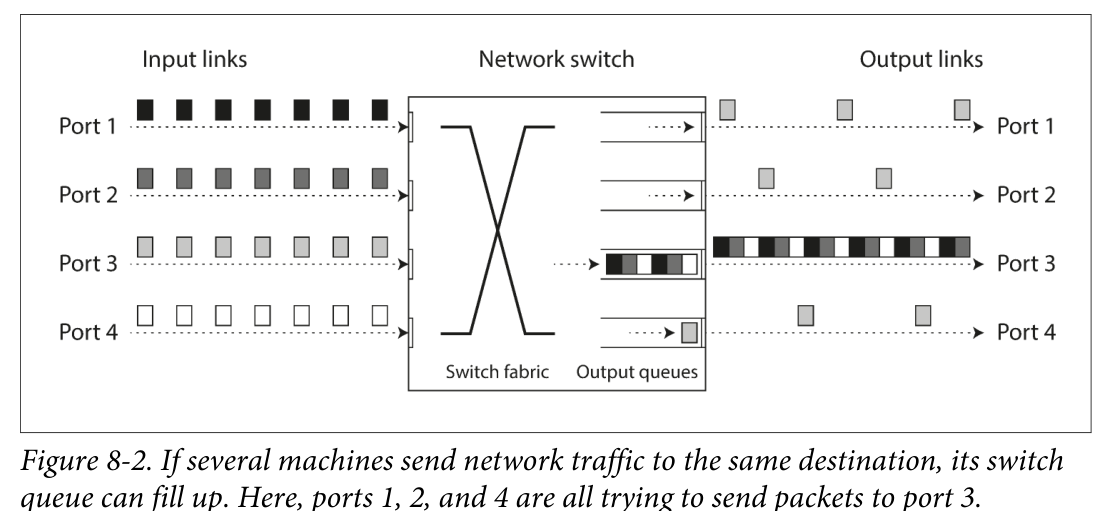 Input links
Network switch
Output links
Port 1
Port 1
Port 2
Port 2
Port 3
Port 3
Port 4
Port 4
Switch fabric
Output queues
Figure 8-2. If several machines send network traffic to the same destination, its switch
queue can fill up. Here, ports 1, 2, and 4 are all trying to send packets to port 3.